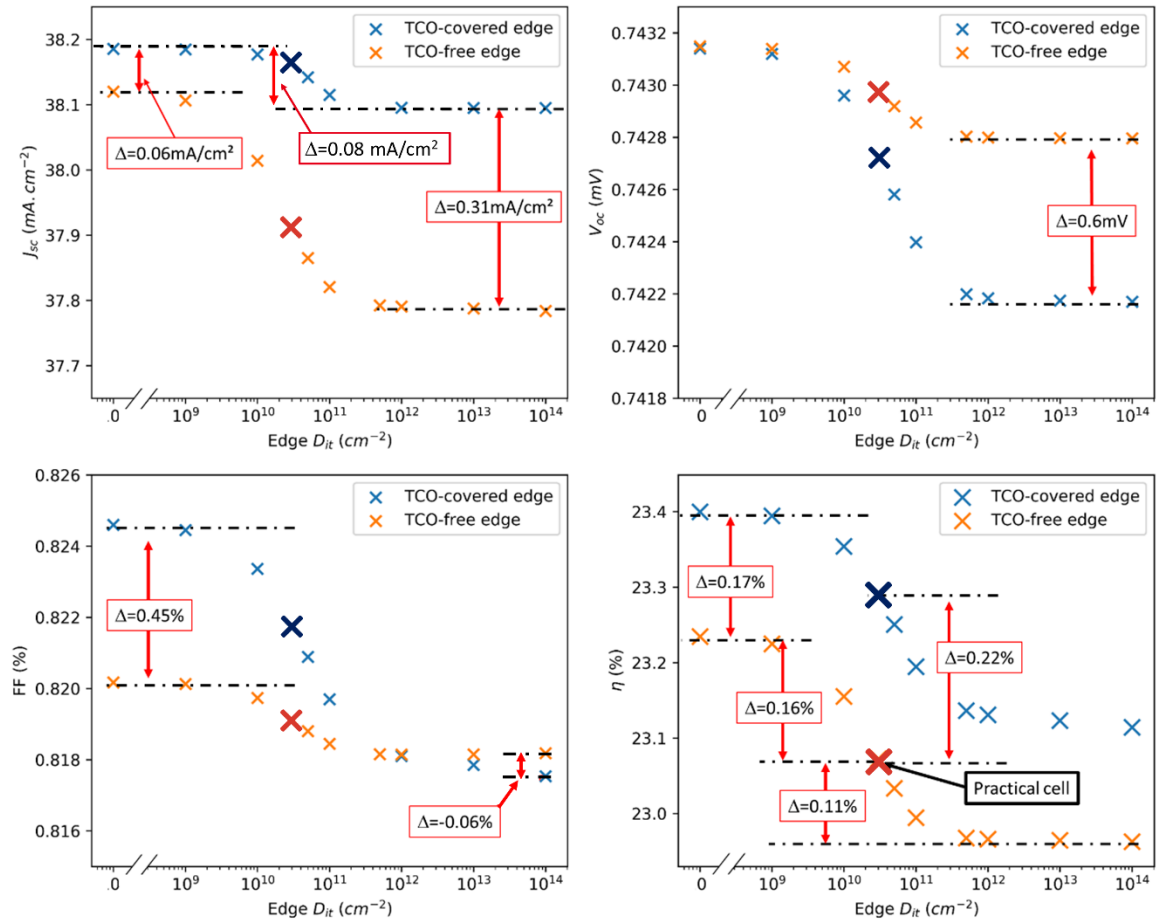 38.2
38.1
38.0
37.9
37.8
37.7
J_sc (mA.cm⁻²)
TCO-covered edge
TCO-free edge
Δ=0.06mA/cm²
Δ=0.08 mA/cm²
Δ=0.31mA/cm²
.0 10⁹ 10¹⁰ 10¹¹ 10¹² 10¹³ 10¹⁴
Edge D_it (cm⁻²)
0.7432
0.7430
0.7428
0.7426
0.7424
0.7422
0.7420
0.7418
V_oc (mV)
TCO-covered edge
TCO-free edge
Δ=0.6mV
0 10⁹ 10¹⁰ 10¹¹ 10¹² 10¹³ 10¹⁴
Edge D_it (cm⁻²)
0.826
0.824
0.822
0.820
0.818
0.816
FF (%)
TCO-covered edge
TCO-free edge
Δ=0.45%
Δ=-0.06%
.0 10⁹ 10¹⁰ 10¹¹ 10¹² 10¹³ 10¹⁴
Edge D_it (cm⁻²)
23.4
23.3
23.2
23.1
23.0
η (%)
TCO-covered edge
TCO-free edge
Δ=0.17%
Δ=0.22%
Δ=0.16%
Practical cell
Δ=0.11%
0 10⁹ 10¹⁰ 10¹¹ 10¹² 10¹³ 10¹⁴
Edge D_it (cm⁻²)